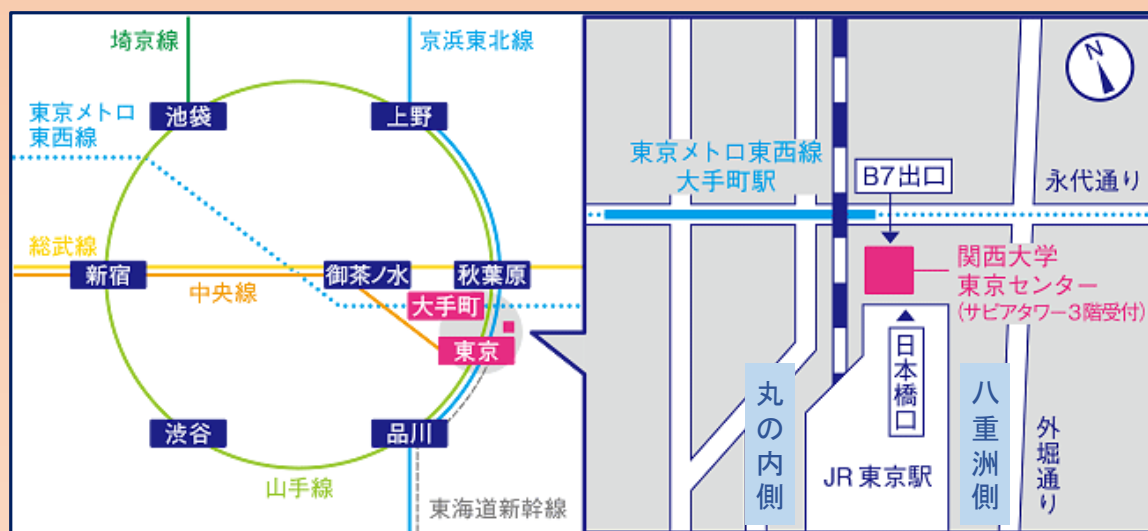 埼京線
京浜東北線
東京メトロ
東西線
池袋
上野
総武線
新宿
御茶ノ水
秋葉原
中央線
大手町
東京
渋谷
品川
山手線
東海道新幹線
N
東京メトロ東西線
大手町駅
B7出口
永代通り
関西大学
東京センター
(サピアタワー3階受付)
日本橋口
丸の内側
八重洲側
外堀通り
JR 東京駅